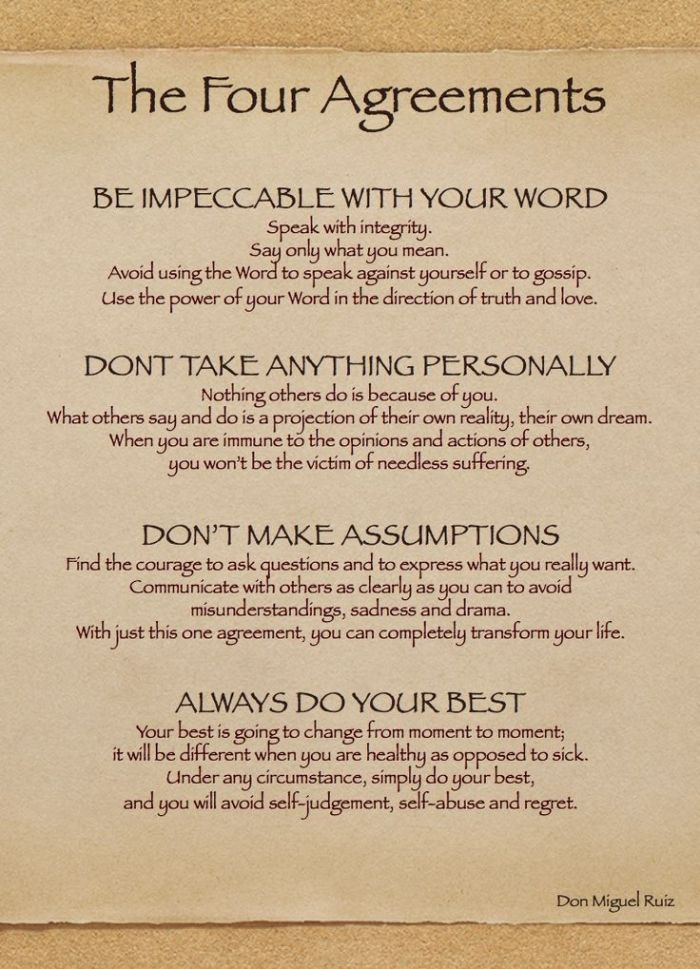 The Four Agreements
BE IMPECCABLE WITH YOUR WORD
Speak with integrity.
Say only what you mean.
Avoid using the Word to speak against yourself or to gossip.
Use the power of your Word in the direction of truth and love.
DONT TAKE ANYTHING PERSONALLY
Nothing others do is because of you.
What others say and do is a projection of their own reality, their own dream.
When you are immune to the opinions and actions of others,
you won't be the victim of needless suffering.
DON'T MAKE ASSUMPTIONS
Find the courage to ask questions and to express what you really want.
Communicate with others as clearly as you can to avoid
misunderstandings, sadness and drama.
With just this one agreement, you can completely transform your life.
ALWAYS DO YOUR BEST
Your best is going to change from moment to moment;
it will be different when you are healthy as opposed to sick.
Under any circumstance, simply do your best,
and you will avoid self-judgement, self-abuse and regret.
Don Miguel Ruiz